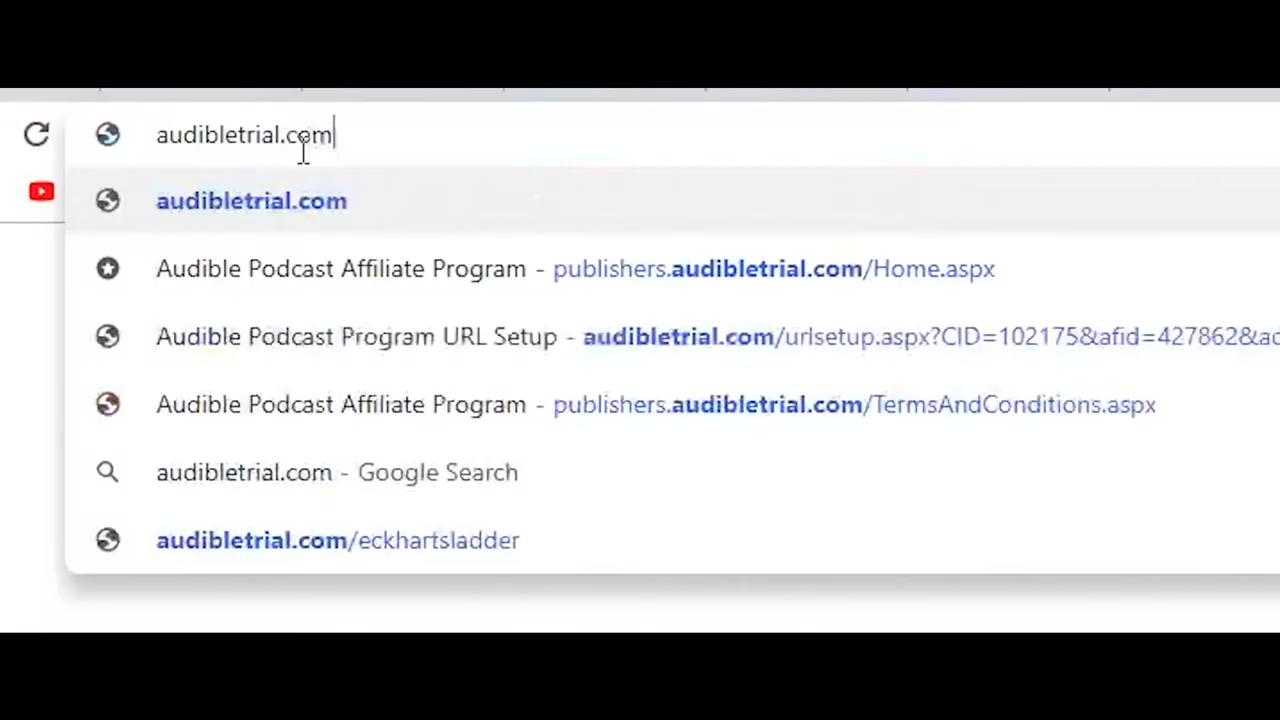 audibletrial.com
audibletrial.com
Audible Podcast Affiliate Program - publishers.audibletrial.com/Home.aspx
Audible Podcast Program URL Setup - audibletrial.com/urlsetup.aspx?CID=102175&afid=427862&ad
Audible Podcast Affiliate Program - publishers.audibletrial.com/TermsAndConditions.aspx
audibletrial.com - Google Search
audibletrial.com/eckhartsladder